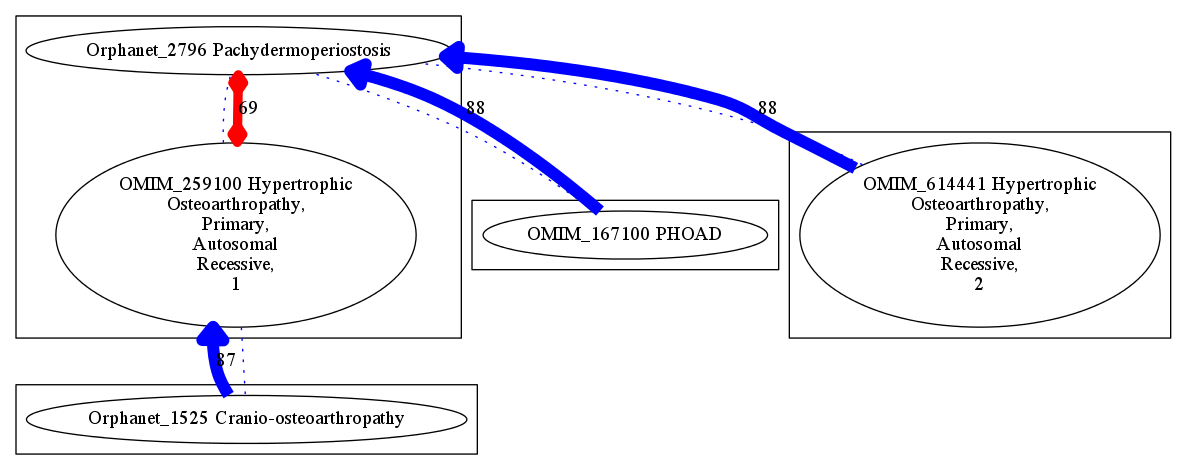 Orphanet_2796 Pachydermoperiostosis
69
88
88
OMIM_259100 Hypertrophic
Osteoarthropathy,
Primary,
Autosomal
Recessive,
1
OMIM_167100 PHOAD
OMIM_614441 Hypertrophic
Osteoarthropathy,
Primary,
Autosomal
Recessive,
2
87
Orphanet_1525 Cranio-osteoarthropathy